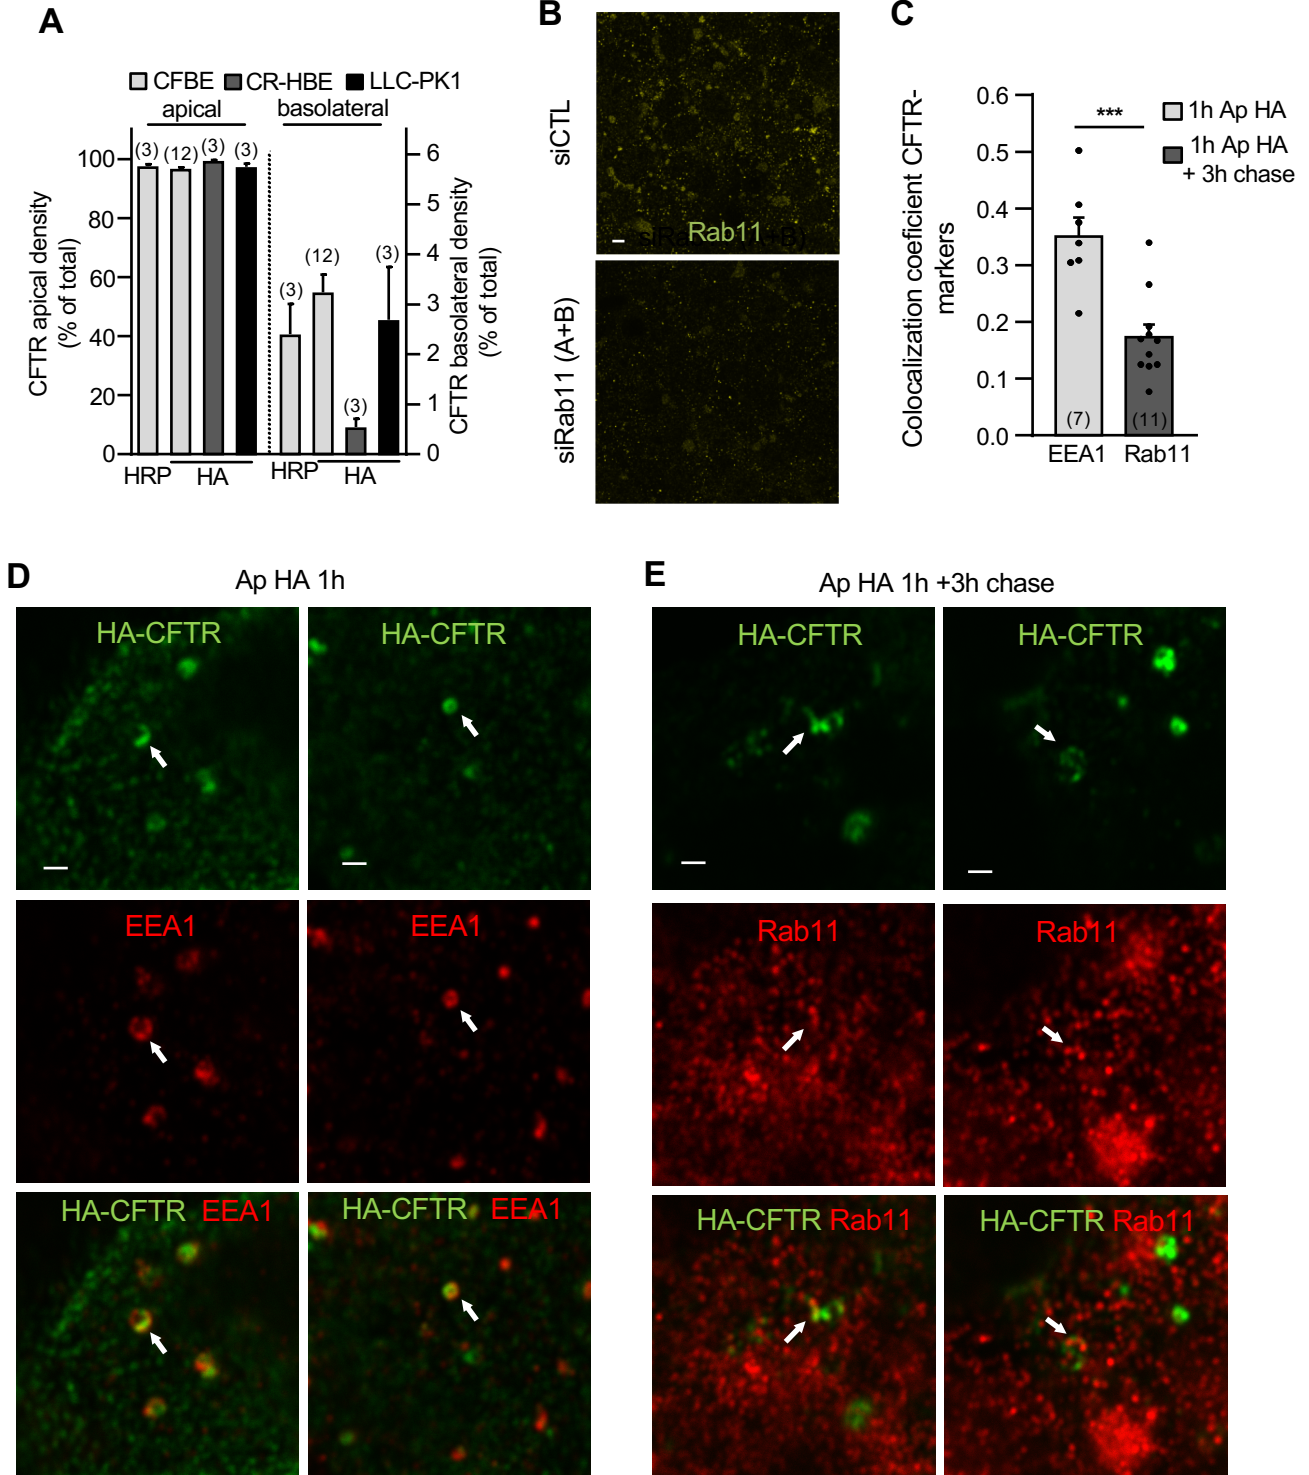 A
CFBE CR-HBE LLC-PK1
apical basolateral
(3) (12) (3) (3)
(3) (12) (3) (3)
100
80
60
40
20
0
6
5
4
3
2
1
0
CFTR apical density
(% of total)
CFTR basolateral density
(% of total)
HRP HA HRP HA
B
siCTL
Rab11
siRab11 (A+B)
C
Colocalization coeficient CFTR-
markers
0.6
0.5
0.4
0.3
0.2
0.1
0.0
***
1h Ap HA
1h Ap HA
+ 3h chase
(7) (11)
EEA1 Rab11
D
Ap HA 1h
HA-CFTR HA-CFTR
EEA1 EEA1
HA-CFTR EEA1 HA-CFTR EEA1
E
Ap HA 1h +3h chase
HA-CFTR HA-CFTR
Rab11 Rab11
HA-CFTR Rab11 HA-CFTR Rab11